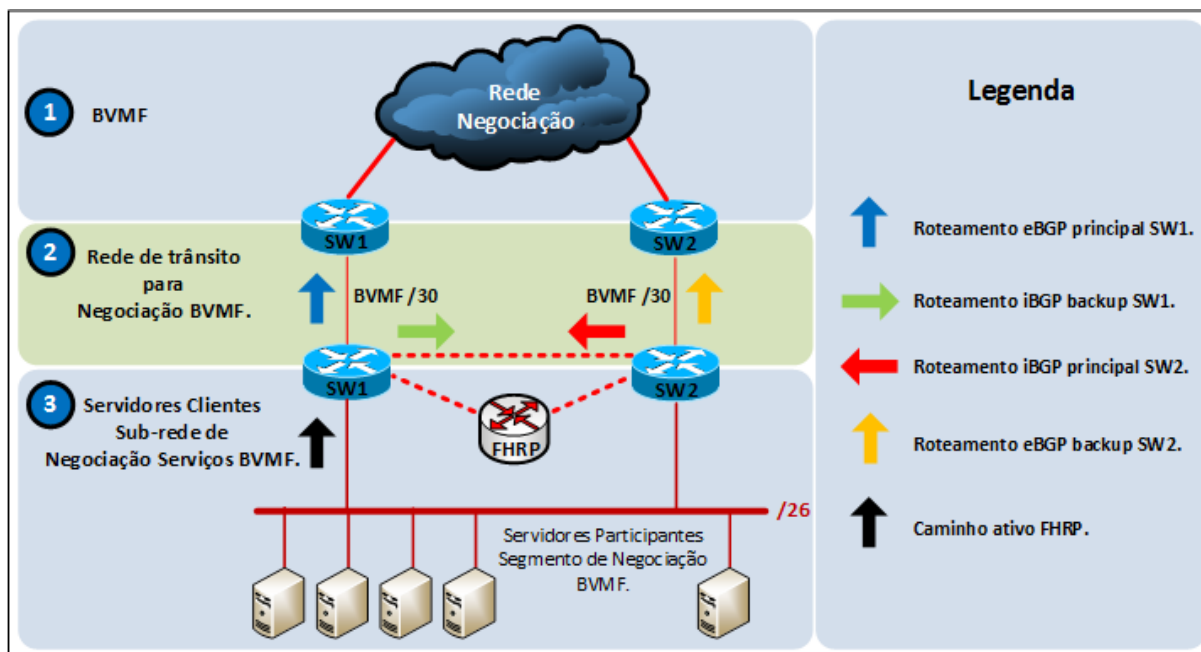 1
BVMF
Rede
Negociação
SW1
SW2
2
Rede de trânsito
para
Negociação BVMF.
BVMF /30
BVMF /30
SW1
SW2
3
Servidores Clientes
Sub-rede de
Negociação Serviços BVMF.
FHRP
/26
Servidores Participantes
Segmento de Negociação
BVMF.
Legenda
Roteamento eBGP principal SW1.
Roteamento iBGP backup SW1.
Roteamento iBGP principal SW2.
Roteamento eBGP backup SW2.
Caminho ativo FHRP.